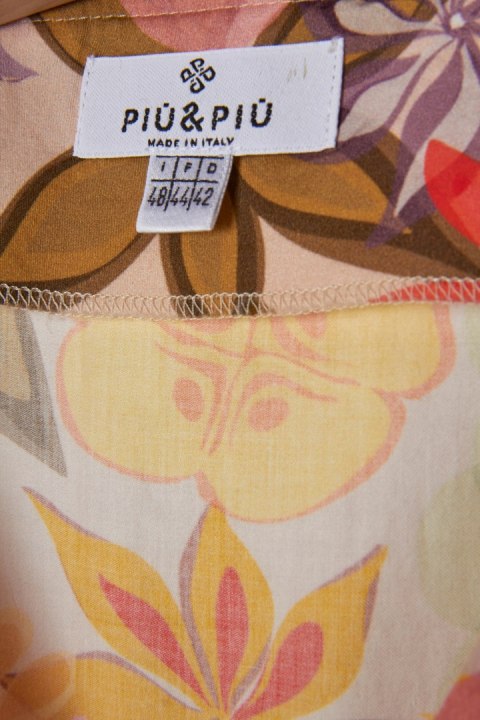 PIÙ&PIÙ
MADE IN ITALY
I F D
48 44 42